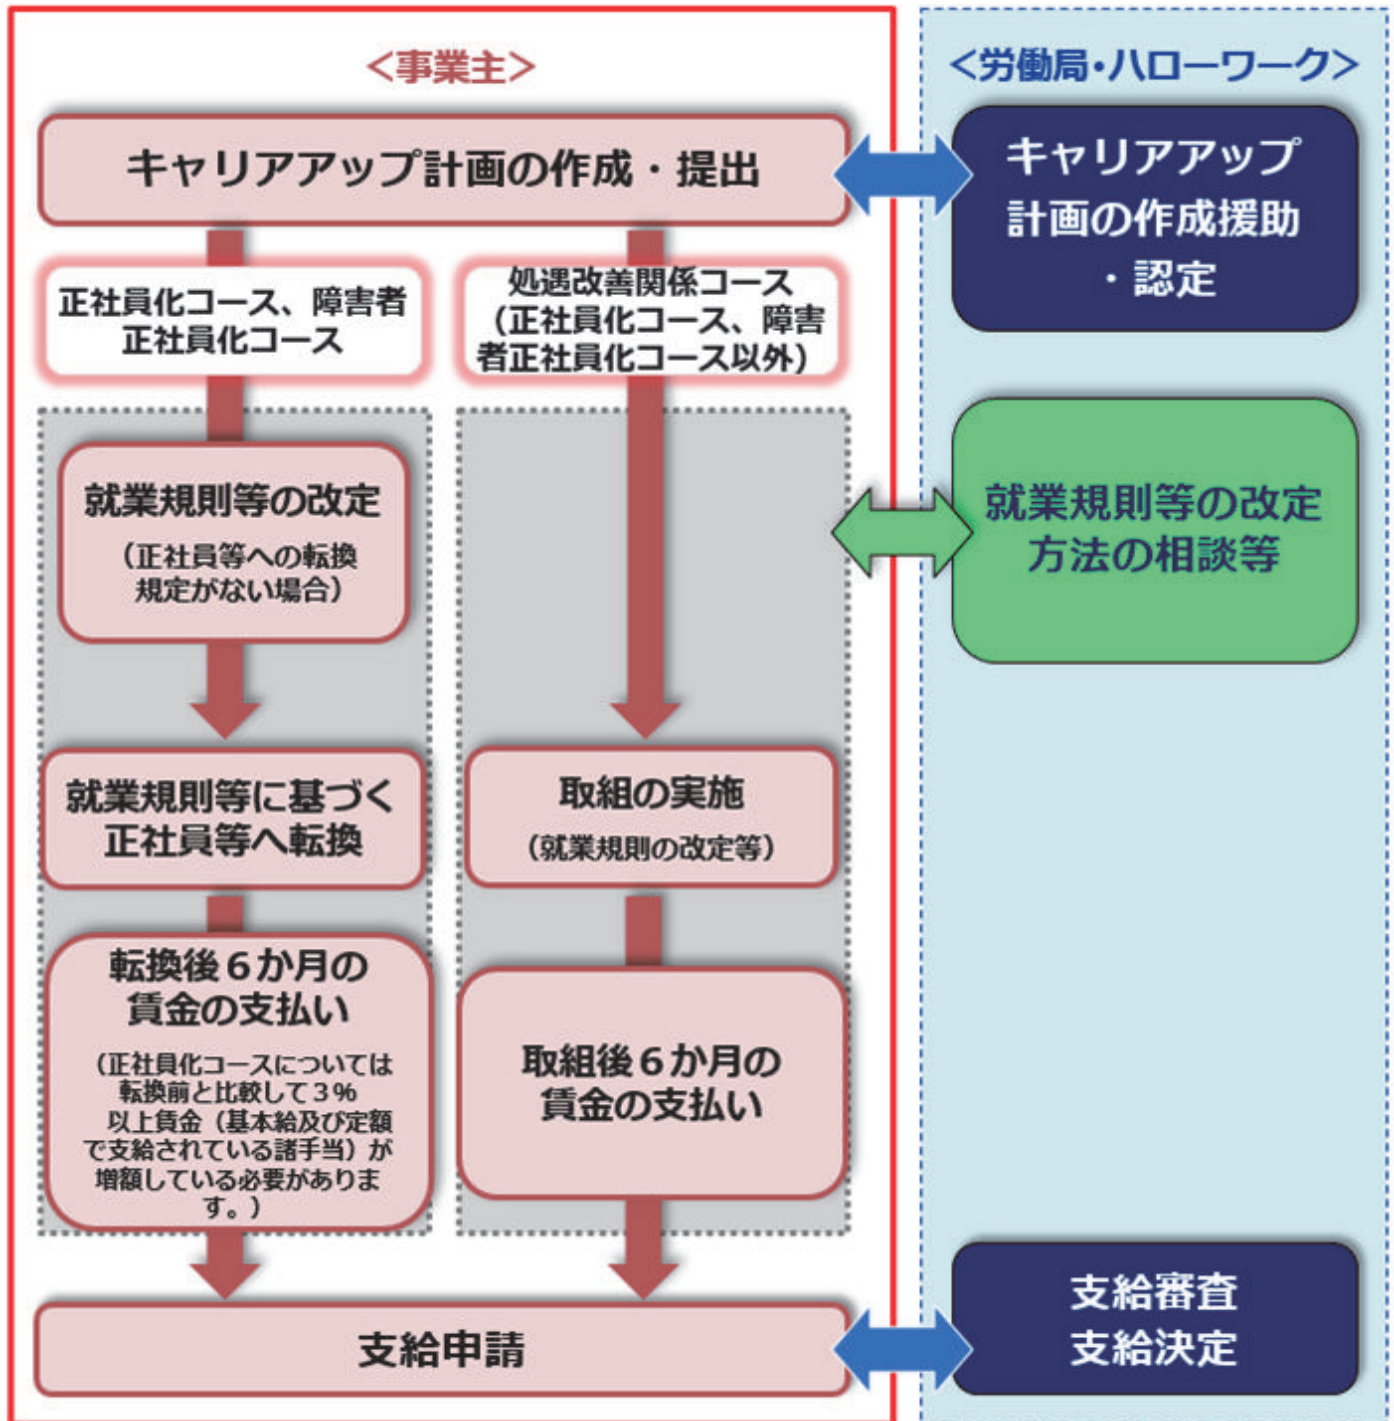 ＜事業主＞
キャリアアップ計画の作成・提出
正社員化コース、障害者
正社員化コース
処遇改善関係コース
（正社員化コース、障害
者正社員化コース以外）
就業規則等の改定
（正社員等への転換
規定がない場合）
就業規則等に基づく
正社員等へ転換
転換後６か月の
賃金の支払い
（正社員化コースについては
転換前と比較して３％
以上賃金（基本給及び定額
で支給されている諸手当）が
増額している必要がありま
す。）
取組の実施
（就業規則の改定等）
取組後６か月の
賃金の支払い
支給申請
＜労働局・ハローワーク＞
キャリアアップ
計画の作成援助
・認定
就業規則等の改定
方法の相談等
支給審査
支給決定